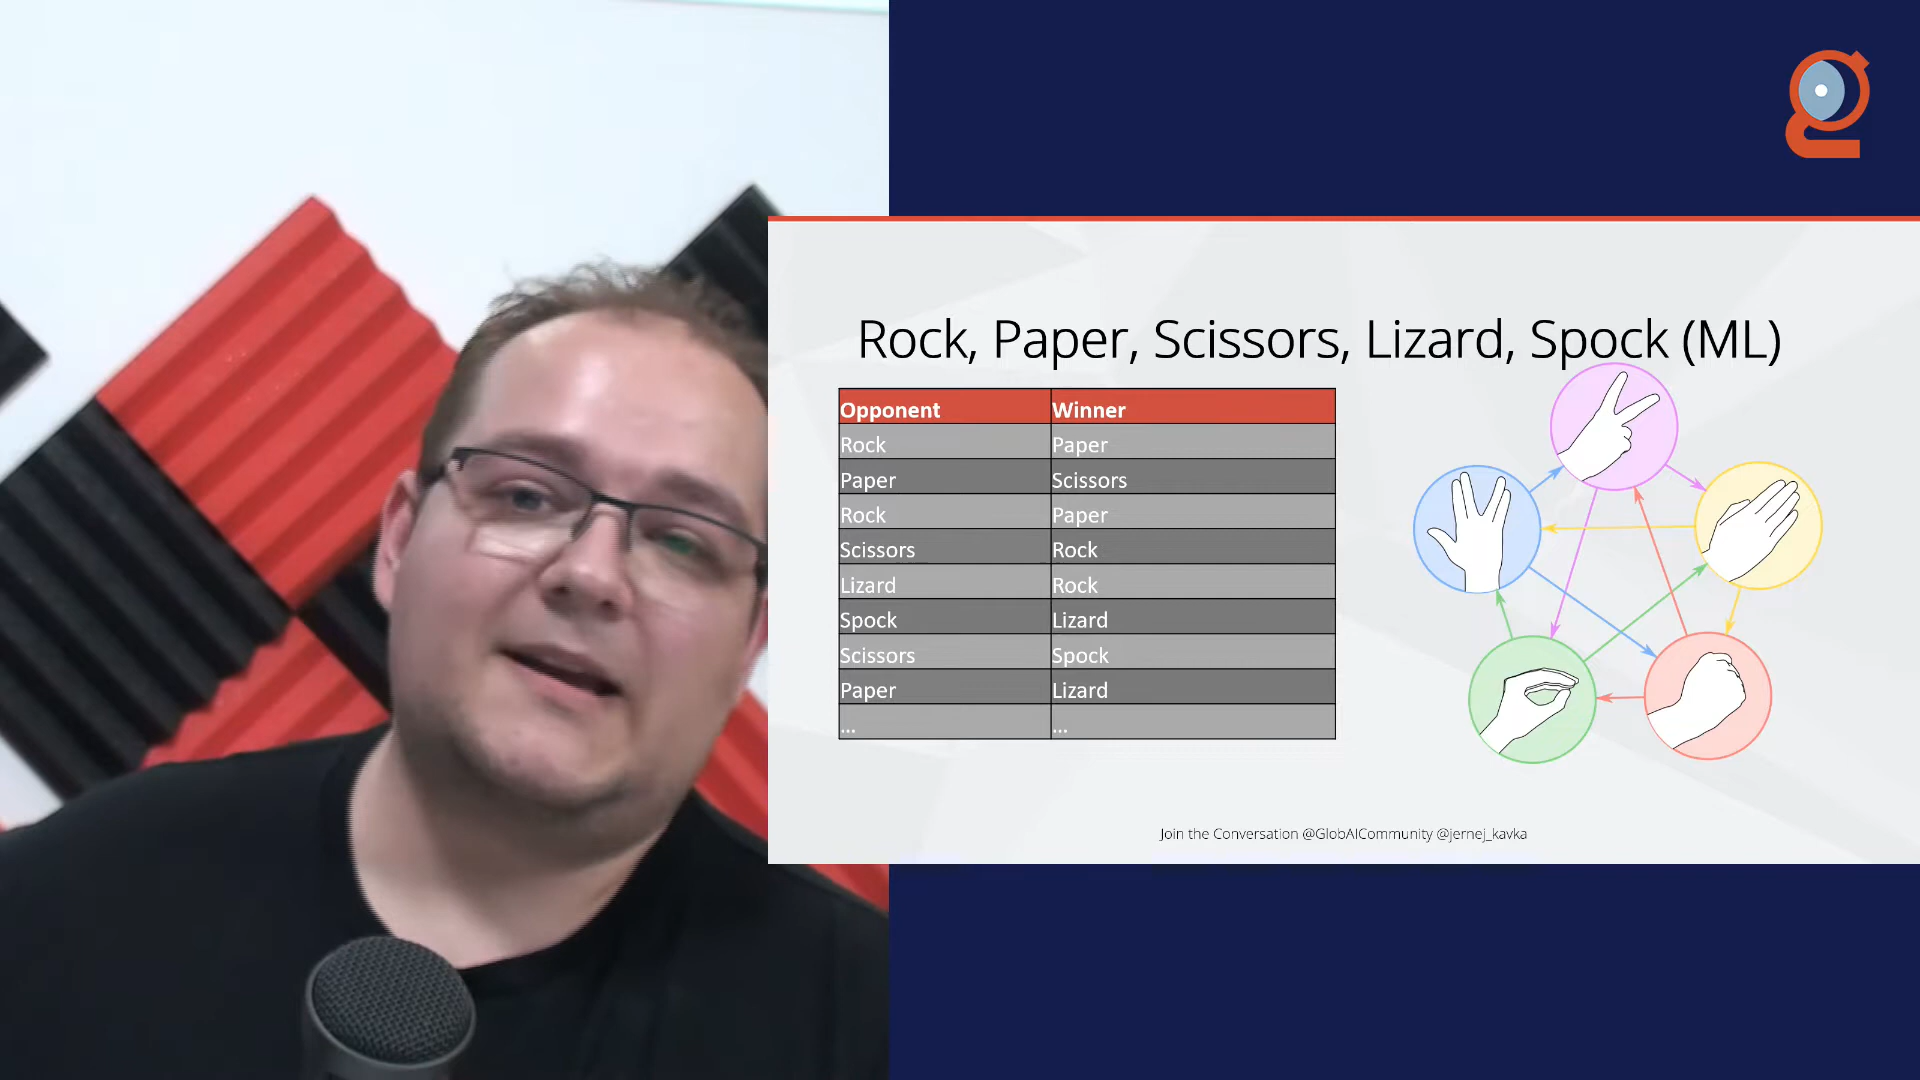 Rock, Paper, Scissors, Lizard, Spock (ML)
Opponent Winner
Rock Paper
Paper Scissors
Rock Paper
Scissors Rock
Lizard Rock
Spock Lizard
Scissors Spock
Paper Lizard
... ...
Join the Conversation @GlobAICommunity @jernej_kavka